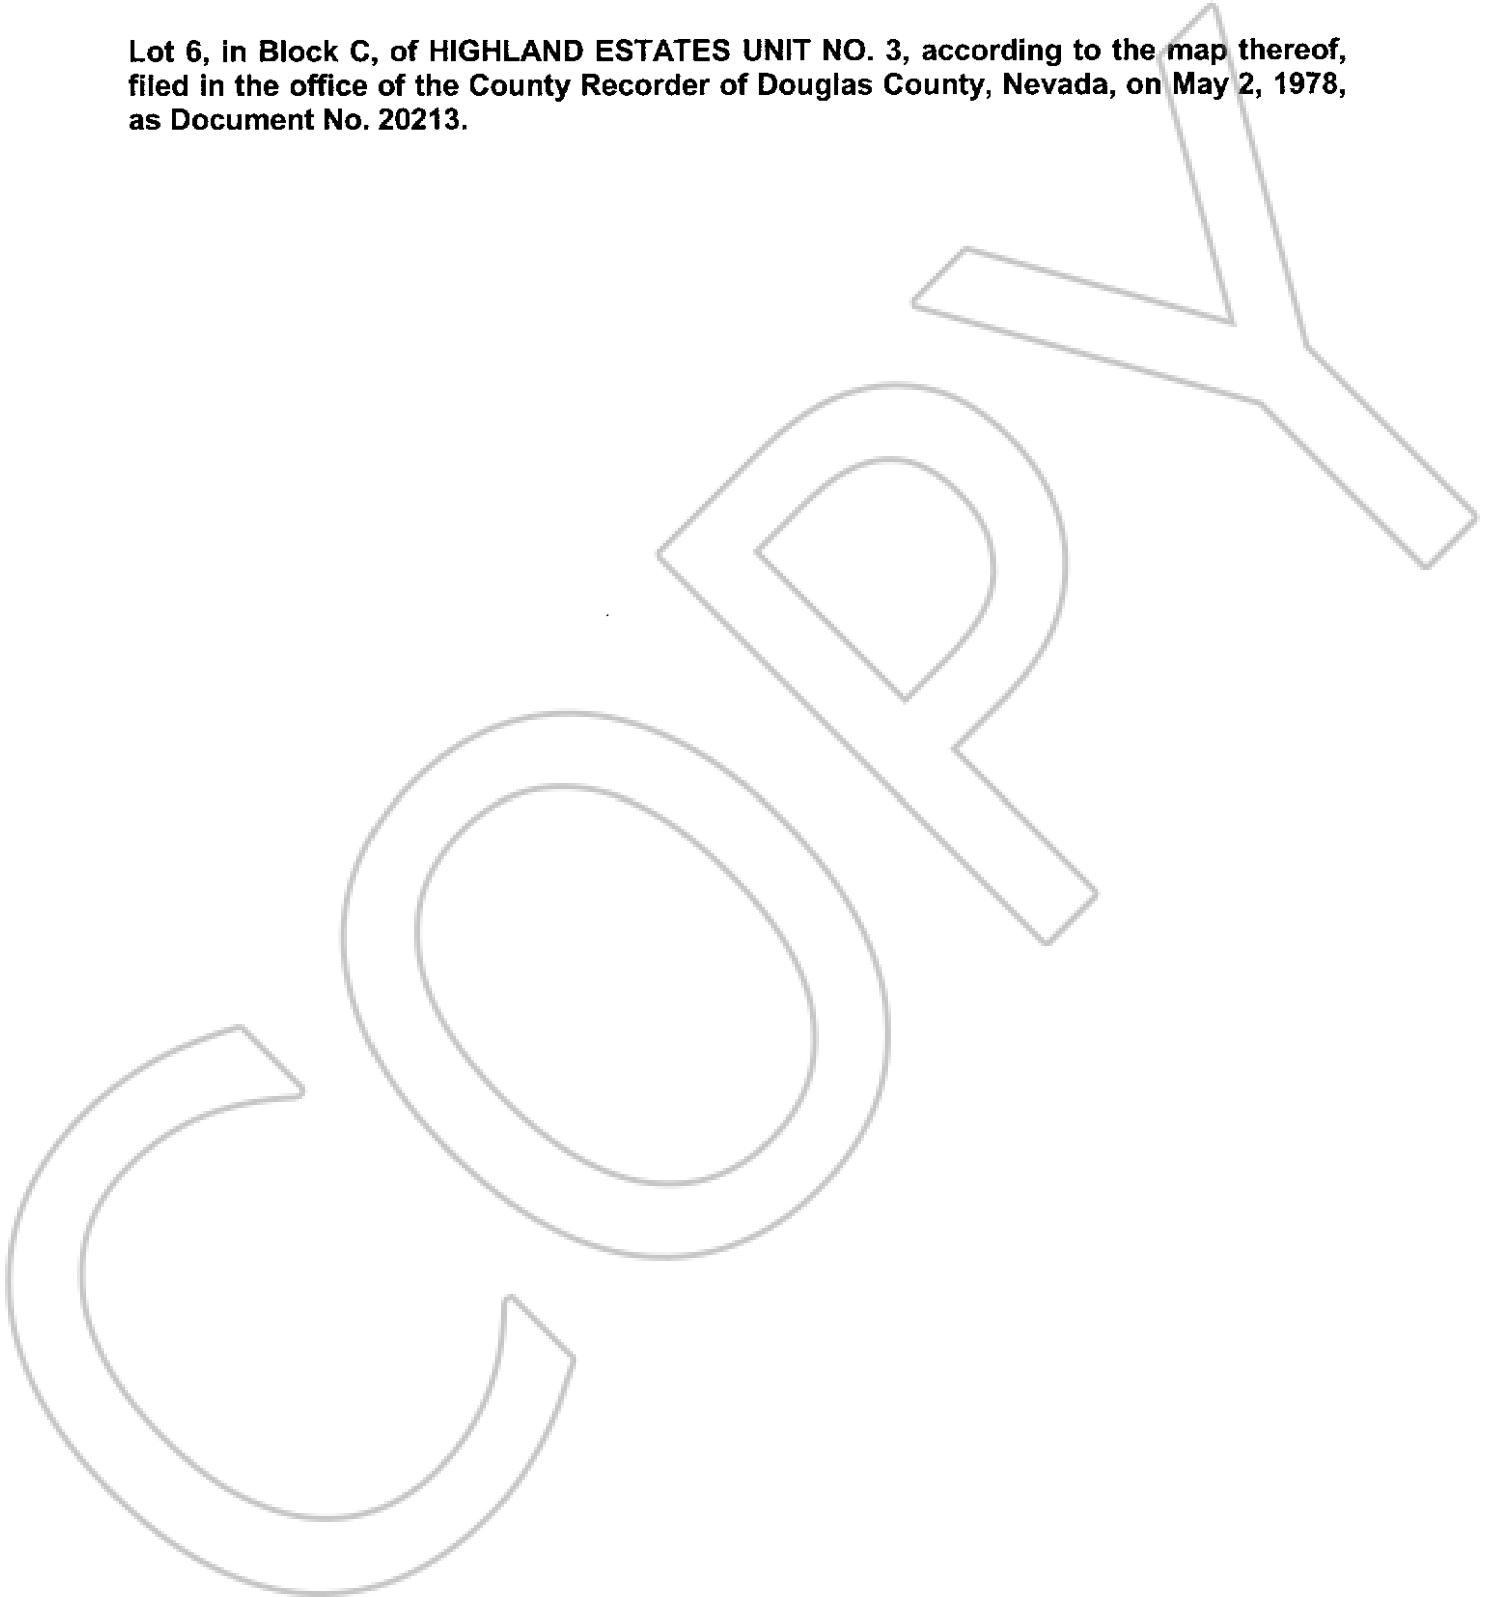 Lot 6, in Block C, of HIGHLAND ESTATES UNIT NO. 3, according to the map thereof,
filed in the office of the County Recorder of Douglas County, Nevada, on May 2, 1978,
as Document No. 20213.
COPY